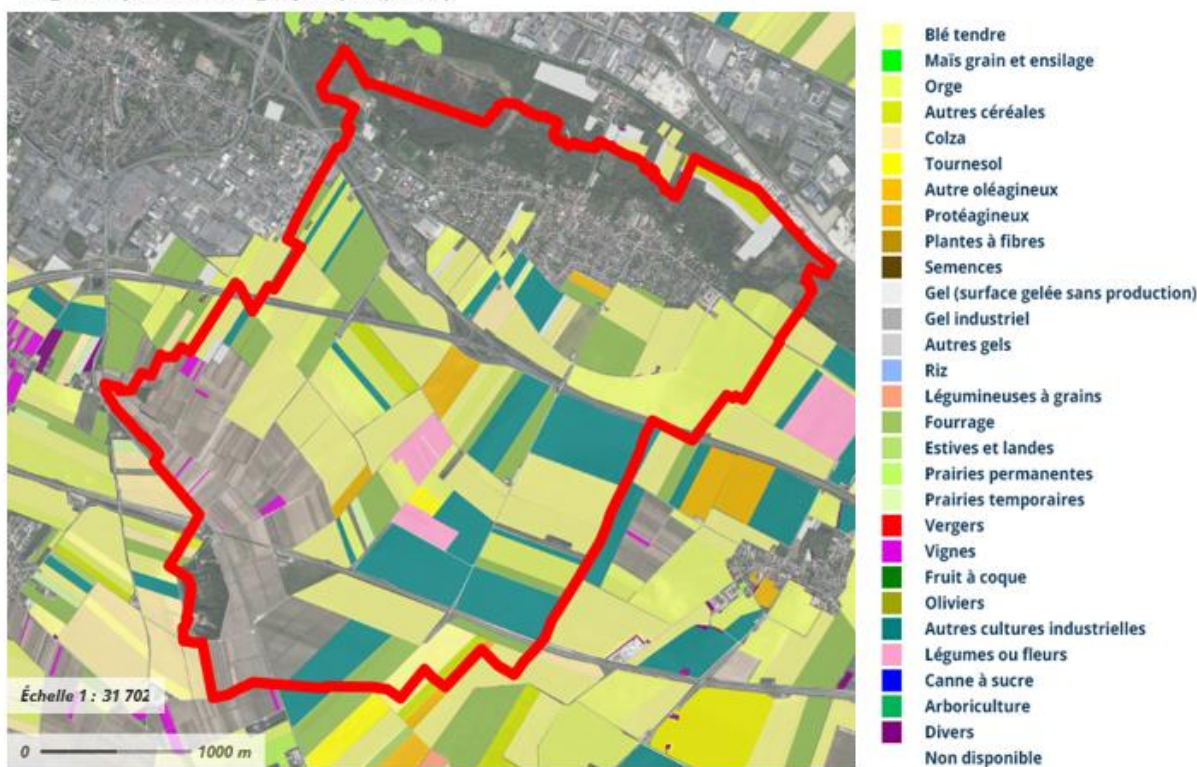 Blé tendre
Maïs grain et ensilage
Orge
Autres céréales
Colza
Tournesol
Autre oléagineux
Protéagineux
Plantes à fibres
Semences
Gel (surface gelée sans production)
Gel industriel
Autres gels
Riz
Légumineuses à grains
Fourrage
Estives et landes
Prairies permanentes
Prairies temporaires
Vergers
Vignes
Fruit à coque
Oliviers
Autres cultures industrielles
Légumes ou fleurs
Canne à sucre
Arboriculture
Divers
Non disponible
Échelle 1 : 31 702
0 1000 m